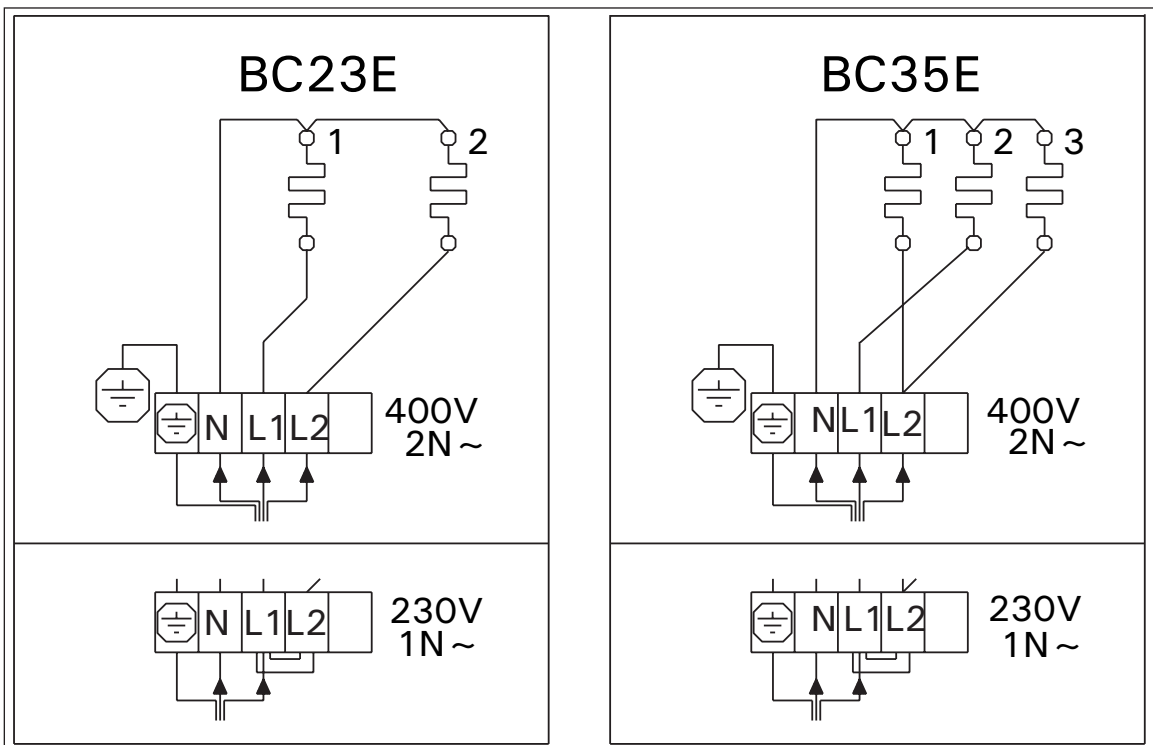 BC23E
1 2
N L1 L2
400V
2N ~
N L1 L2
230V
1N ~
BC35E
1 2 3
N L1 L2
400V
2N ~
N L1 L2
230V
1N ~